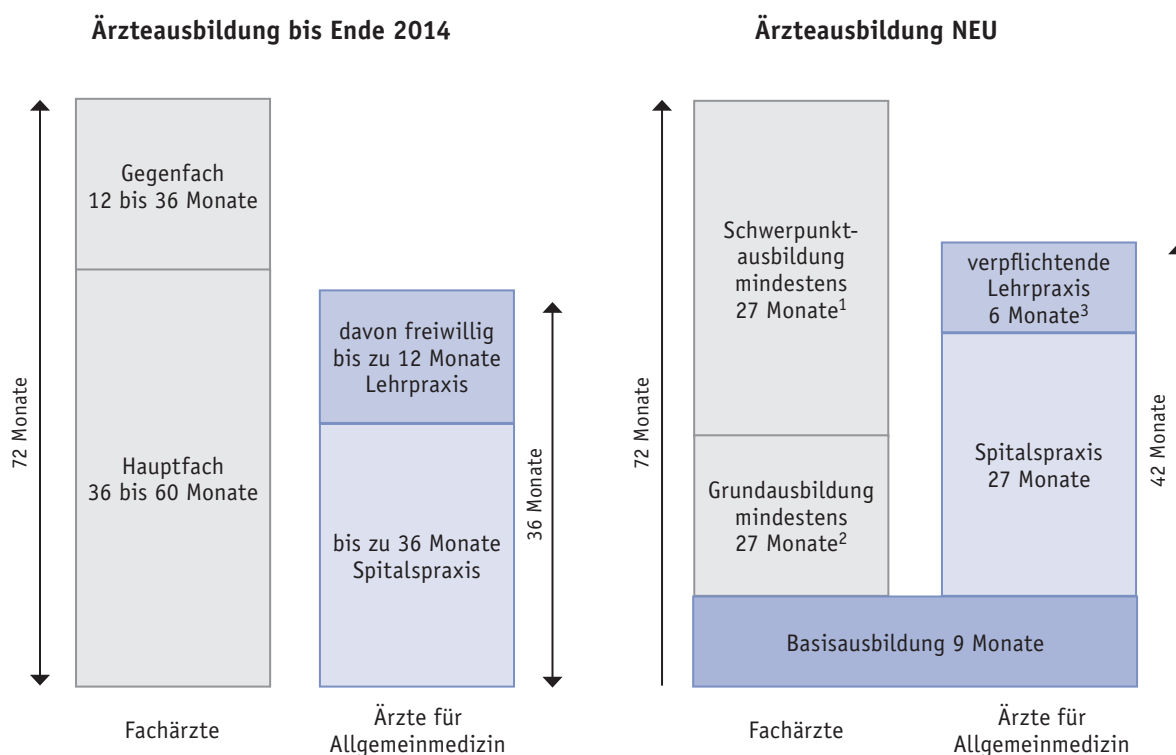 Ärzteausbildung bis Ende 2014
72 Monate
Gegenfach
12 bis 36 Monate
Hauptfach
36 bis 60 Monate
Fachärzte
davon freiwillig
bis zu 12 Monate
Lehrpraxis
bis zu 36 Monate
Spitalspraxis
36 Monate
Ärzte für
Allgemeinmedizin
Ärzteausbildung NEU
72 Monate
Schwerpunkt-
ausbildung
mindestens
27 Monate¹
Grundausbildung
mindestens
27 Monate²
verpflichtende
Lehrpraxis
6 Monate³
Spitalspraxis
27 Monate
42 Monate
Basisausbildung 9 Monate
Fachärzte
Ärzte für
Allgemeinmedizin